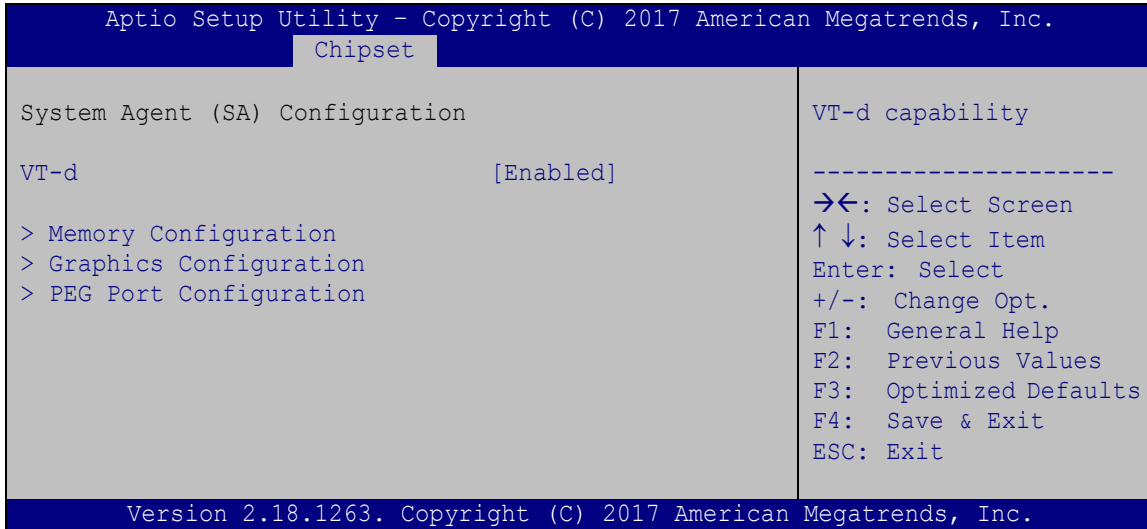 Aptio Setup Utility – Copyright (C) 2017 American Megatrends, Inc.
Chipset
System Agent (SA) Configuration
VT-d [Enabled]
> Memory Configuration
> Graphics Configuration
> PEG Port Configuration
VT-d capability
---------------------
→←: Select Screen
↑ ↓: Select Item
Enter: Select
+/-: Change Opt.
F1: General Help
F2: Previous Values
F3: Optimized Defaults
F4: Save & Exit
ESC: Exit
Version 2.18.1263. Copyright (C) 2017 American Megatrends, Inc.